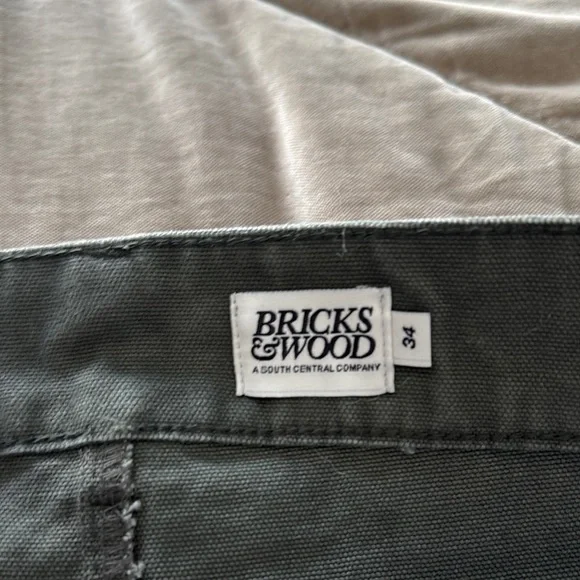 BRICKS
&WOOD
A SOUTH CENTRAL COMPANY
34